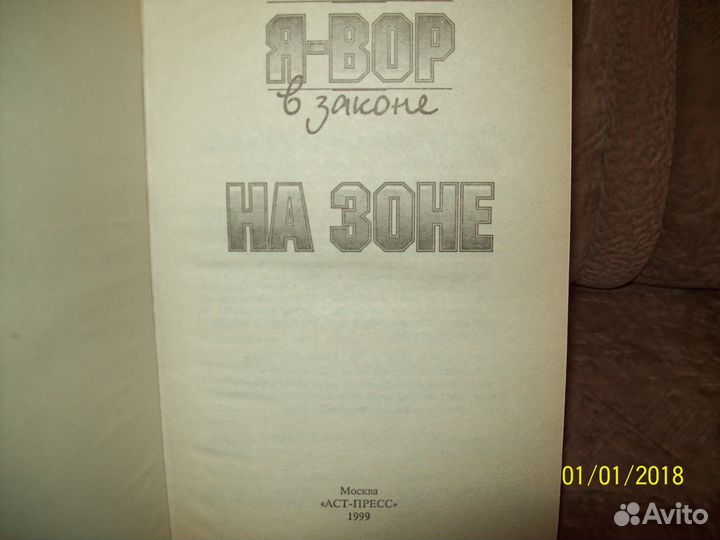 Я-ВОР
в законе
НА ЗОНЕ
Москва
«АСТ-ПРЕСС»
1999
01/01/2018
Avito